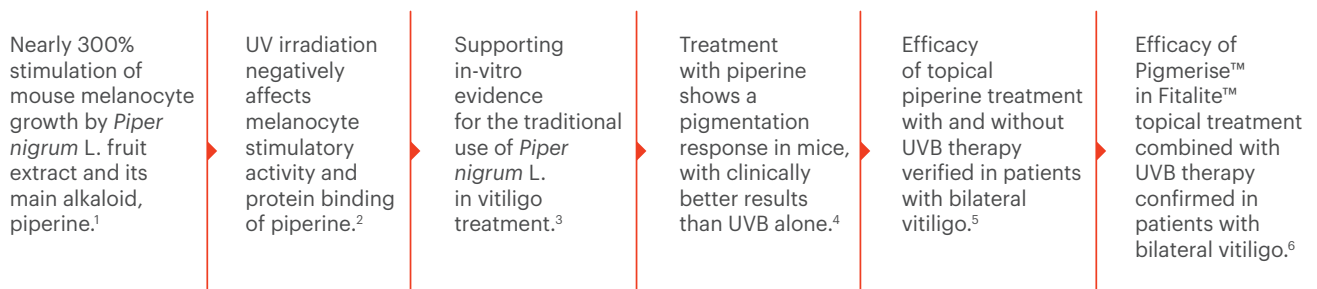 Nearly 300%
stimulation of
mouse melanocyte
growth by Piper
nigrum L. fruit
extract and its
main alkaloid,
piperine.¹
UV irradiation
negatively
affects
melanocyte
stimulatory
activity and
protein binding
of piperine.²
Supporting
in-vitro
evidence
for the traditional
use of Piper
nigrum L.
in vitiligo
treatment.³
Treatment
with piperine
shows a
pigmentation
response in mice,
with clinically
better results
than UVB alone.⁴
Efficacy
of topical
piperine treatment
with and without
UVB therapy
verified in patients
with bilateral
vitiligo.⁵
Efficacy of
Pigmerise™
in Fitalite™
topical treatment
combined with
UVB therapy
confirmed in
patients with
bilateral vitiligo.⁶